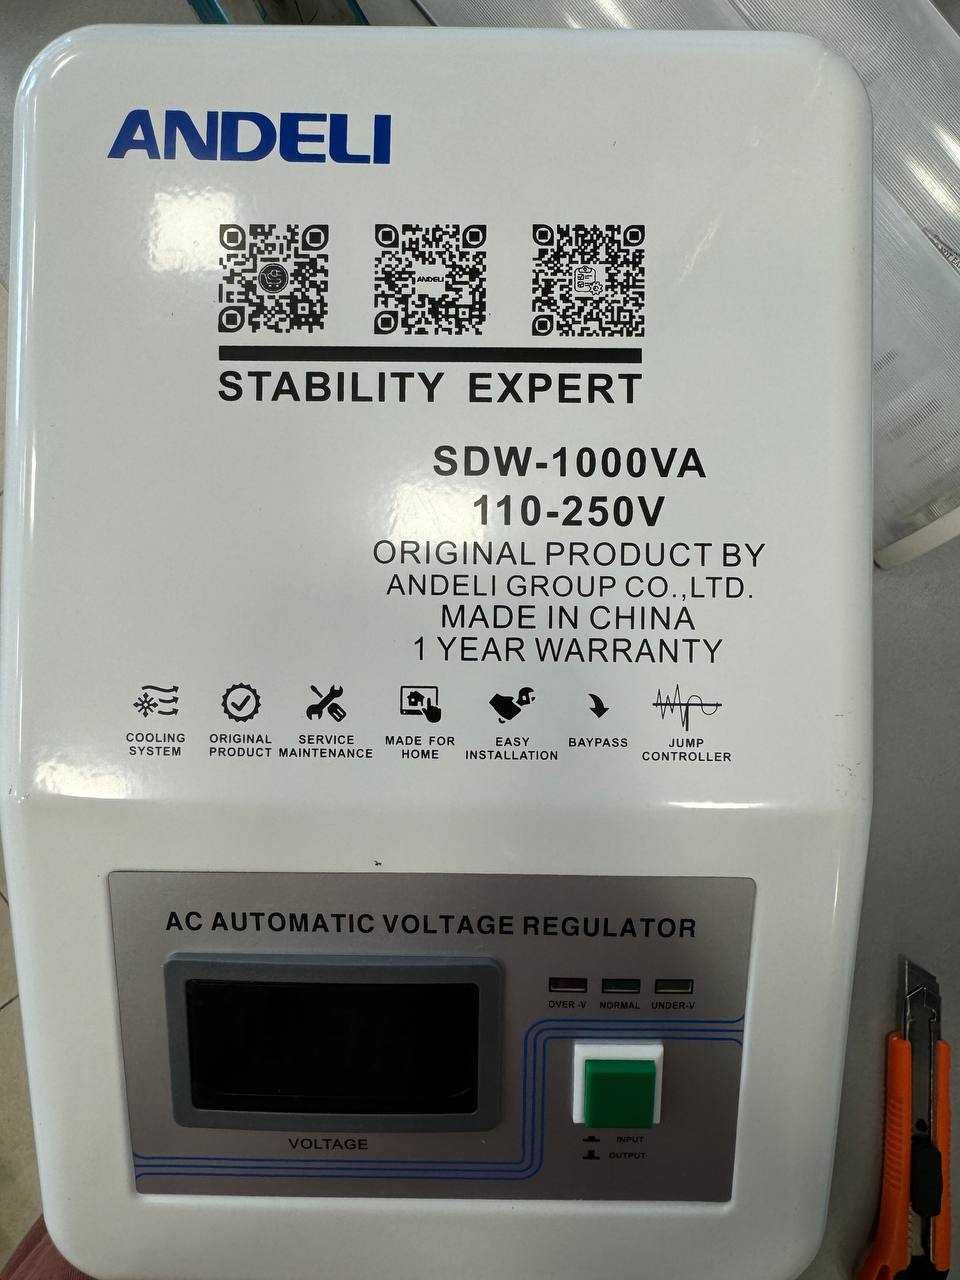 ANDELI
ANDELI
STABILITY EXPERT
SDW-1000VA
110-250V
ORIGINAL PRODUCT BY
ANDELI GROUP CO.,LTD.
MADE IN CHINA
1 YEAR WARRANTY
COOLING SYSTEM
ORIGINAL PRODUCT
SERVICE MAINTENANCE
MADE FOR HOME
EASY INSTALLATION
BAYPASS
JUMP CONTROLLER
AC AUTOMATIC VOLTAGE REGULATOR
OVER-V NORMAL UNDER-V
VOLTAGE
INPUT
OUTPUT